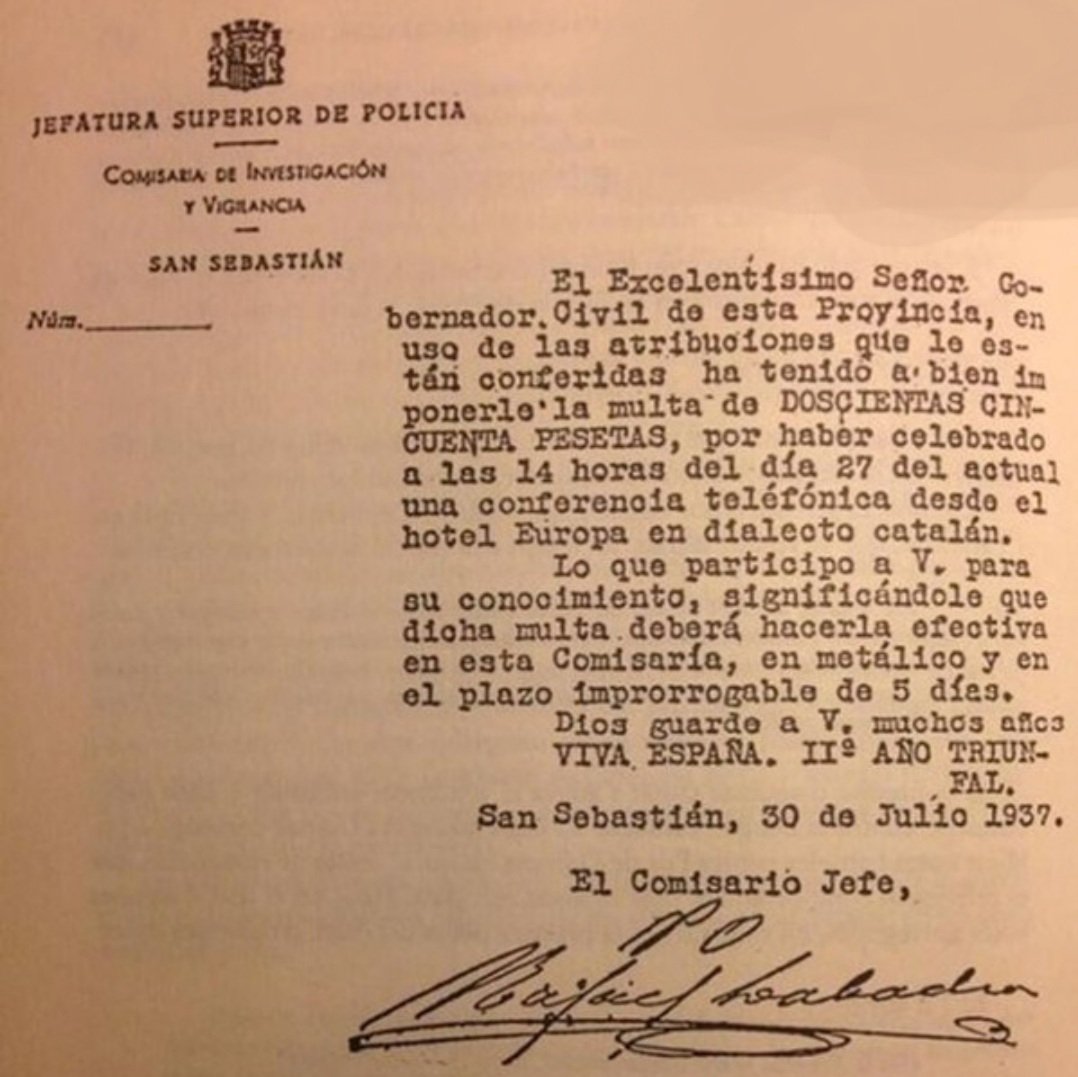 JEFATURA SUPERIOR DE POLICIA
COMISARIA DE INVESTIGACIÓN
Y VIGILANCIA
SAN SEBASTIÁN
Núm.
El Excelentísimo Señor Go-
bernador Civil de esta Provincia, en
uso de las atribuciones que le es-
tán conferidas ha tenido a bien im
ponerle la multa de DOSCIENTAS CIN-
CUENTA PESETAS, por haber celebrado
a las 14 horas del día 27 del actual
una conferencia teléfónica desde el
hotel Europa en dialecto catalán.
Lo que participo a V. para
su conocimiento, significándole que
dicha multa deberá hacerla efectiva
en esta Comisaría, en metálico y en
el plazo improrrogable de 5 días.
Dios guarde a V. muchos años
VIVA ESPAÑA. IIº AÑO TRIUN-
FAL.
San Sebastián, 30 de Julio 1937.
El Comisario Jefe,
PO